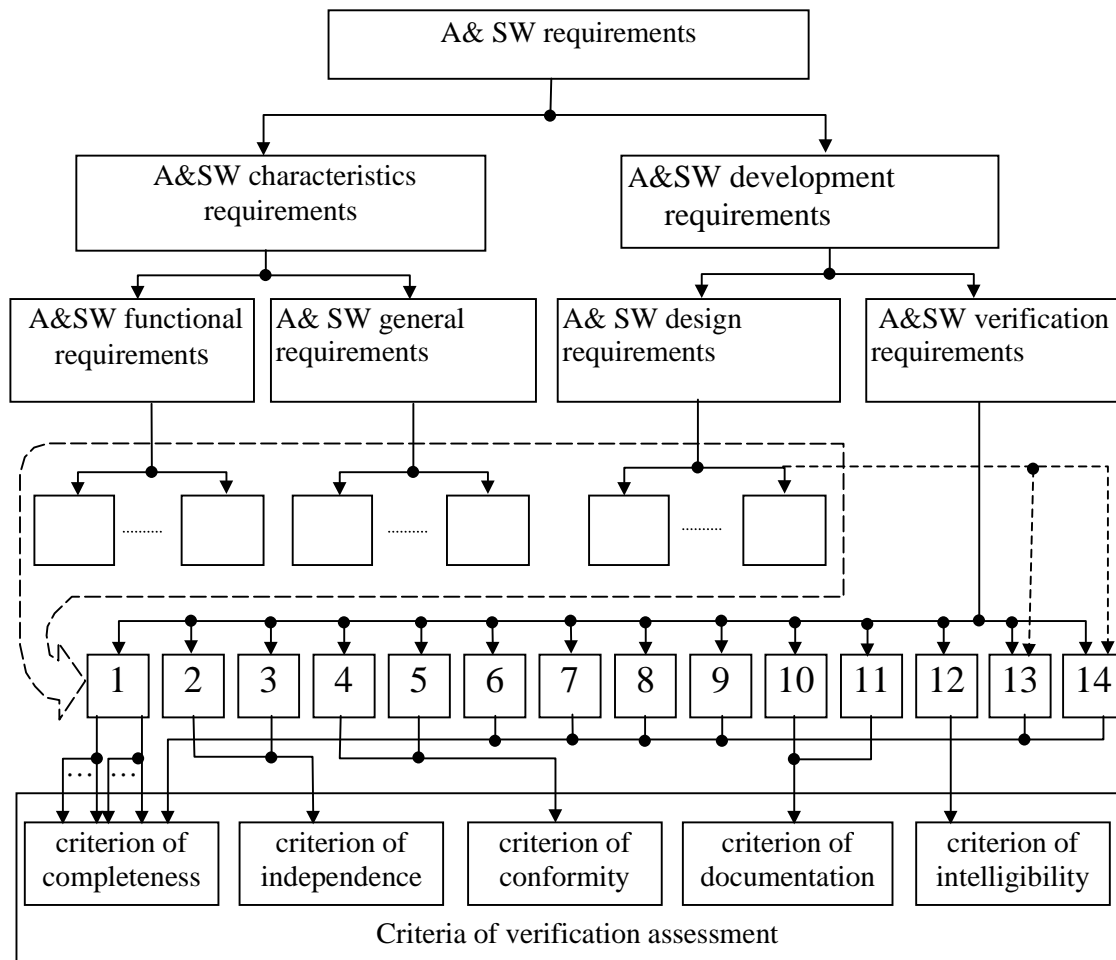 A& SW requirements
A&SW characteristics
requirements
A&SW development
requirements
A&SW functional
requirements
A& SW general
requirements
A& SW design
requirements
A&SW verification
requirements
1 2 3 4 5 6 7 8 9 10 11 12 13 14
criterion of
completeness
criterion of
independence
criterion of
conformity
criterion of
documentation
criterion of
intelligibility
Criteria of verification assessment